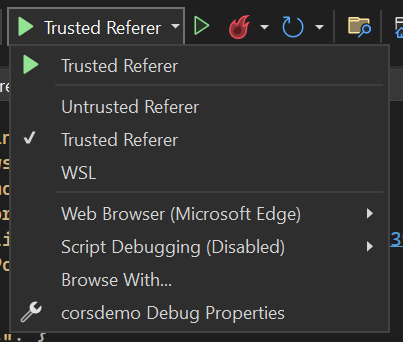 Trusted Referer
Trusted Referer
Untrusted Referer
Trusted Referer
WSL
Web Browser (Microsoft Edge)
Script Debugging (Disabled)
Browse With...
corsdemo Debug Properties